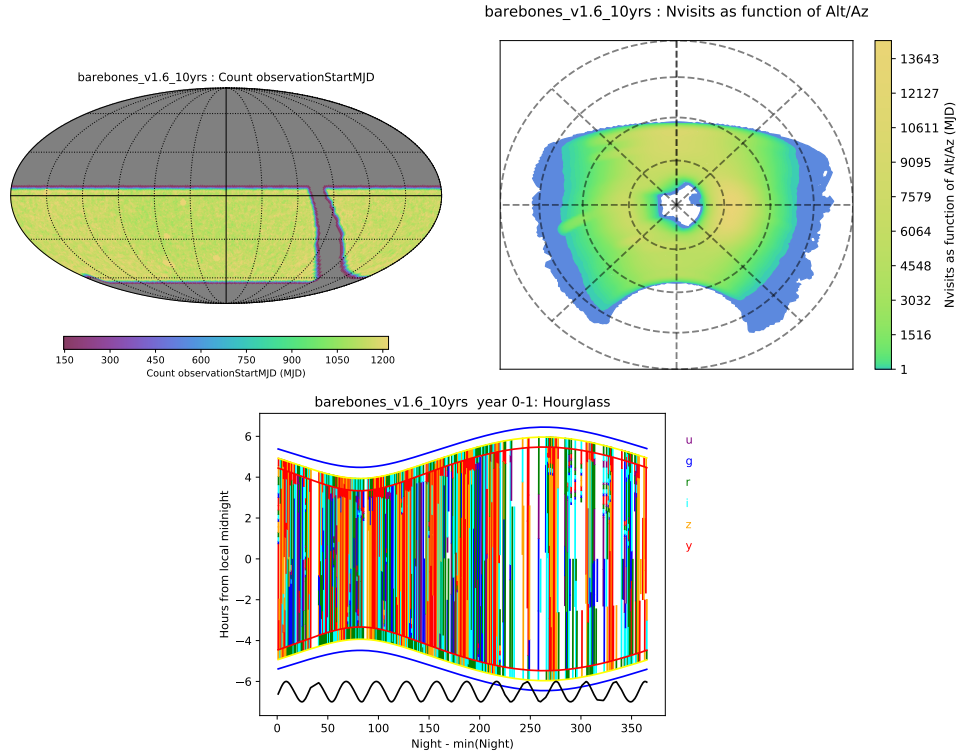 barebones_v1.6_10yrs : Nvisits as function of Alt/Az
barebones_v1.6_10yrs : Count observationStartMJD
150 300 450 600 750 900 1050 1200
Count observationStartMJD (MJD)
13643
12127
10611
9095
7579
6064
4548
3032
1516
1
Nvisits as function of Alt/Az (MJD)
barebones_v1.6_10yrs year 0-1: Hourglass
6
4
2
0
−2
−4
−6
Hours from local midnight
0 50 100 150 200 250 300 350
Night - min(Night)
u
g
r
i
z
y